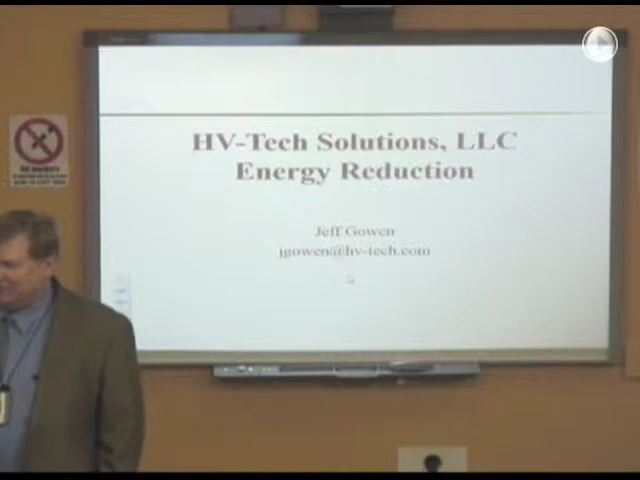 HV-Tech Solutions, LLC
Energy Reduction
Jeff Gowen
jgowen@hv-tech.com